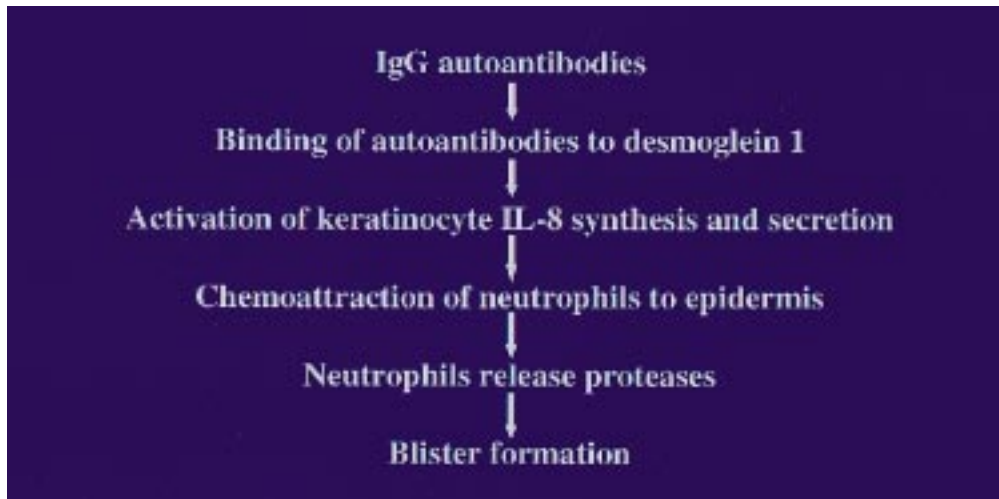 IgG autoantibodies
Binding of autoantibodies to desmoglein 1
Activation of keratinocyte IL-8 synthesis and secretion
Chemoattraction of neutrophils to epidermis
Neutrophils release proteases
Blister formation